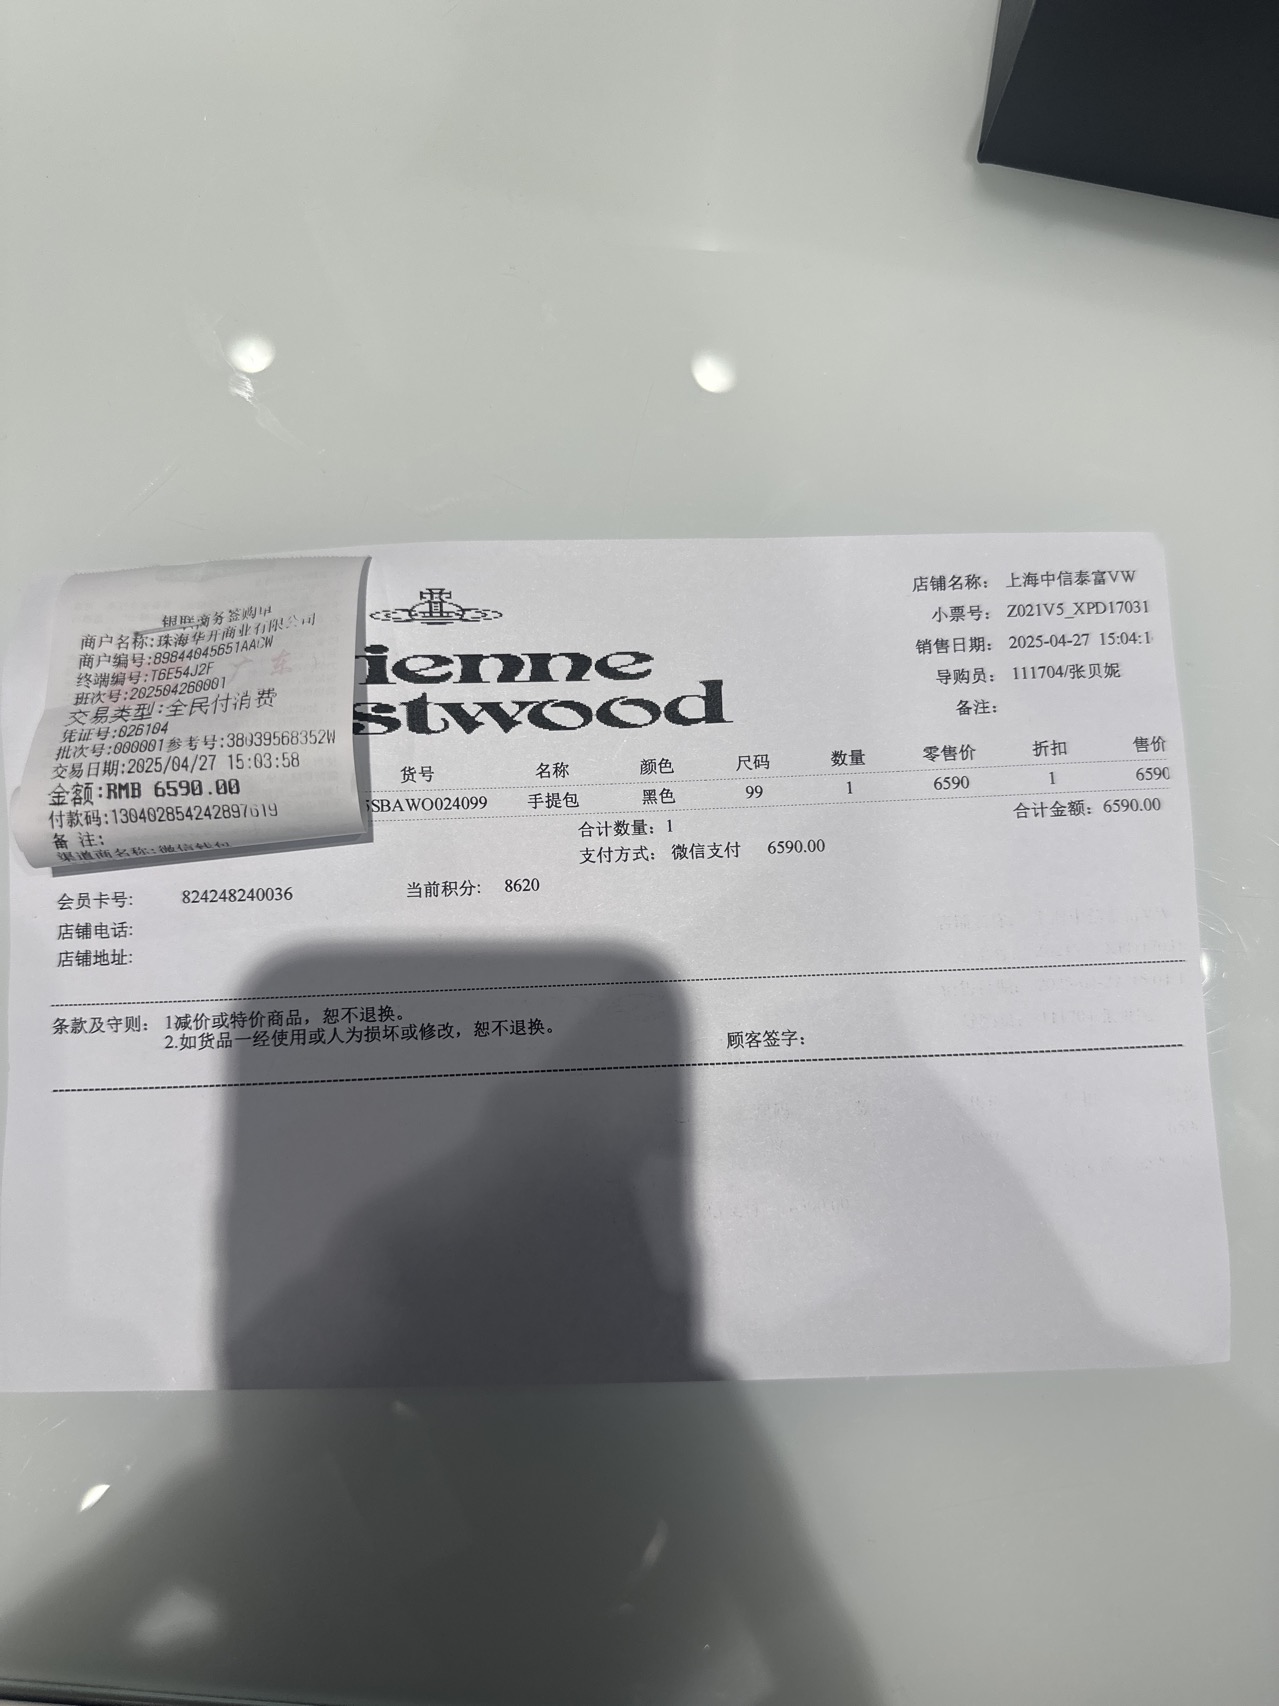 银联商务签购单
商户名称:珠海华开商业有限公司
商户编号:89844045651AACW
终端编号:T6E54J2F
班次号:202504260001
交易类型:全民付消费
凭证号:026104
批次号:000001参考号:38039568352W
交易日期:2025/04/27 15:03:58
金额:RMB 6590.00
付款码:130402854242897619
备 注:
渠道商名称:微信钱包
ienne
stwood
店铺名称: 上海中信泰富VW
小票号: Z021V5_XPD17031
销售日期: 2025-04-27 15:04:1
导购员: 111704/张贝妮
备注:
货号 名称 颜色 尺码 数量 零售价 折扣 售价
5SBAWO024099 手提包 黑色 99 1 6590 1 6590
合计数量: 1 合计金额: 6590.00
支付方式: 微信支付 6590.00
会员卡号: 824248240036 当前积分: 8620
店铺电话:
店铺地址:
条款及守则: 1减价或特价商品，恕不退换。
2.如货品一经使用或人为损坏或修改，恕不退换。
顾客签字: